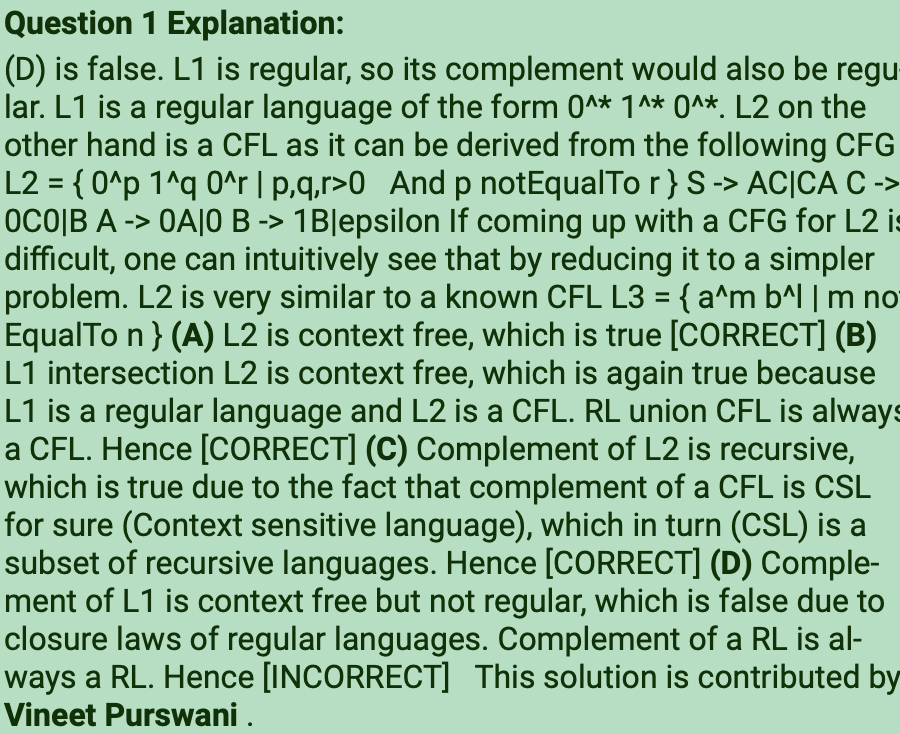 Question 1 Explanation:
(D) is false. L1 is regular, so its complement would also be regu-
lar. L1 is a regular language of the form 0^* 1^* 0^*. L2 on the
other hand is a CFL as it can be derived from the following CFG
L2 = { 0^p 1^q 0^r | p,q,r>0   And p notEqualTo r } S -> AC|CA C ->
0C0|B A -> 0A|0 B -> 1B|epsilon If coming up with a CFG for L2 is
difficult, one can intuitively see that by reducing it to a simpler
problem. L2 is very similar to a known CFL L3 = { a^m b^l | m not
EqualTo n } (A) L2 is context free, which is true [CORRECT] (B)
L1 intersection L2 is context free, which is again true because
L1 is a regular language and L2 is a CFL. RL union CFL is always
a CFL. Hence [CORRECT] (C) Complement of L2 is recursive,
which is true due to the fact that complement of a CFL is CSL
for sure (Context sensitive language), which in turn (CSL) is a
subset of recursive languages. Hence [CORRECT] (D) Comple-
ment of L1 is context free but not regular, which is false due to
closure laws of regular languages. Complement of a RL is al-
ways a RL. Hence [INCORRECT]   This solution is contributed by
Vineet Purswani .